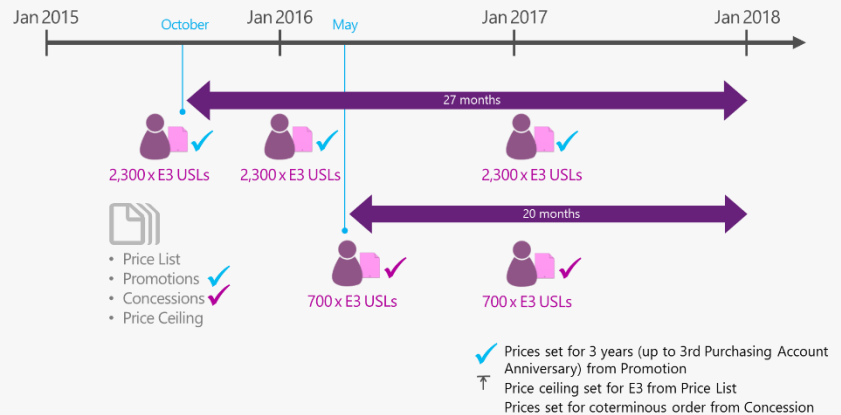 Jan 2015
October
Jan 2016
May
Jan 2017
Jan 2018
27 months
2,300 x E3 USLs
2,300 x E3 USLs
2,300 x E3 USLs
20 months
• Price List
• Promotions
• Concessions
• Price Ceiling
700 x E3 USLs
700 x E3 USLs
Prices set for 3 years (up to 3rd Purchasing Account
Anniversary) from Promotion
Price ceiling set for E3 from Price List
Prices set for coterminous order from Concession